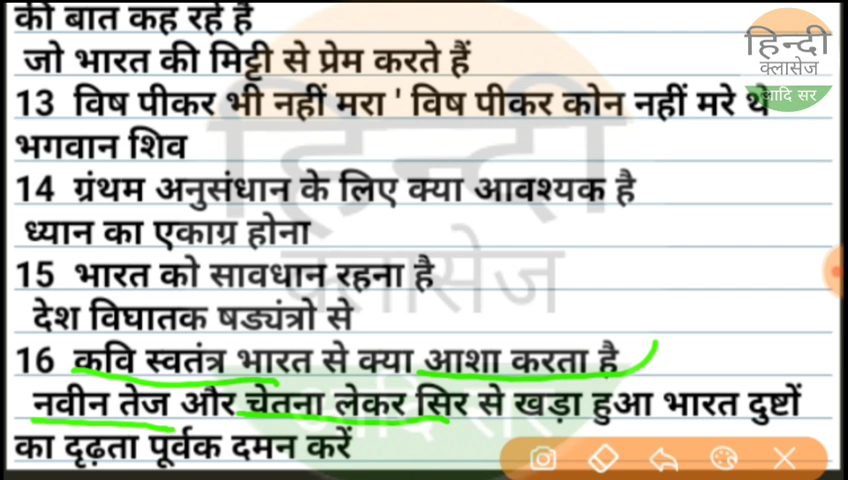 की बात कह रहे हैं
जो भारत की मिट्टी से प्रेम करते हैं
हिन्दी
क्लासेज
आदि सर
13 विष पीकर भी नहीं मरा ' विष पीकर कोन नहीं मरे थे
भगवान शिव
14 ग्रंथम अनुसंधान के लिए क्या आवश्यक है
ध्यान का एकाग्र होना
15 भारत को सावधान रहना है
देश विघातक षड्यंत्रो से
16 कवि स्वतंत्र भारत से क्या आशा करता है
नवीन तेज और चेतना लेकर सिर से खड़ा हुआ भारत दुष्टों
का दृढ़ता पूर्वक दमन करें
हिन्दी
क्लासेज
आदि सर